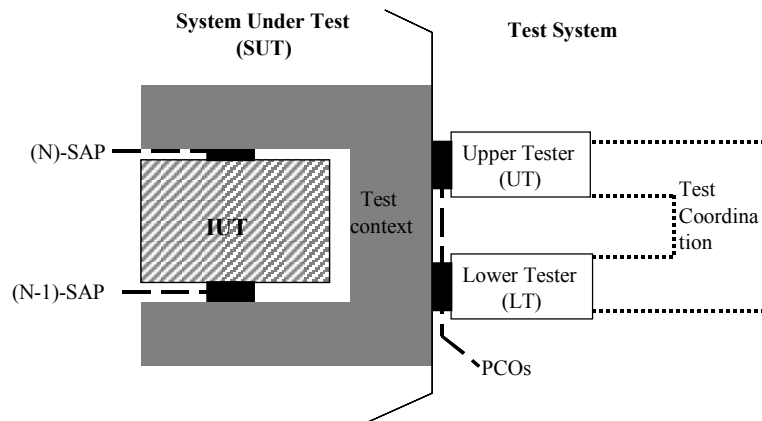 System Under Test
(SUT)
Test System
(N)-SAP
Upper Tester
(UT)
Test
context
IUT
Test
Coordina
tion
(N-1)-SAP
Lower Tester
(LT)
PCOs